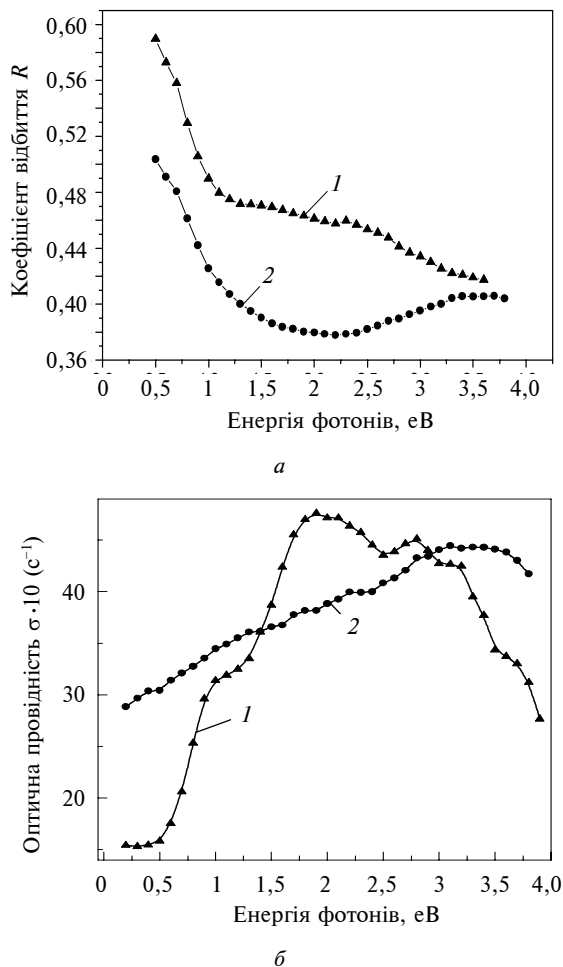 0,60
0,56
0,52
0,48
0,44
0,40
0,36
Коефіцієнт відбиття R
1
2
0 0,5 1 1,5 2 2,5 3 3,5 4,0
Енергія фотонів, еВ
а
40
30
20
Оптична провідність σ·10 (с⁻¹)
2
1
0 0,5 1 1,5 2 2,5 3 3,5 4,0
Енергія фотонів, еВ
б